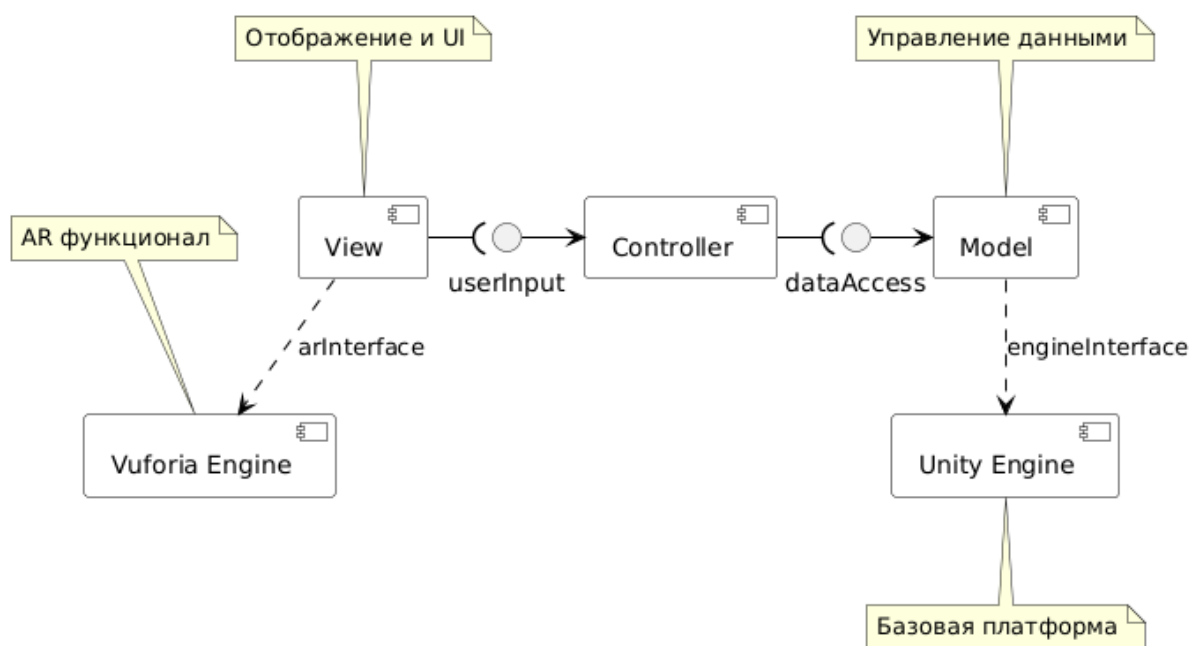 Отображение и UI
Управление данными
AR функционал
View
userInput
Controller
dataAccess
Model
arInterface
engineInterface
Vuforia Engine
Unity Engine
Базовая платформа